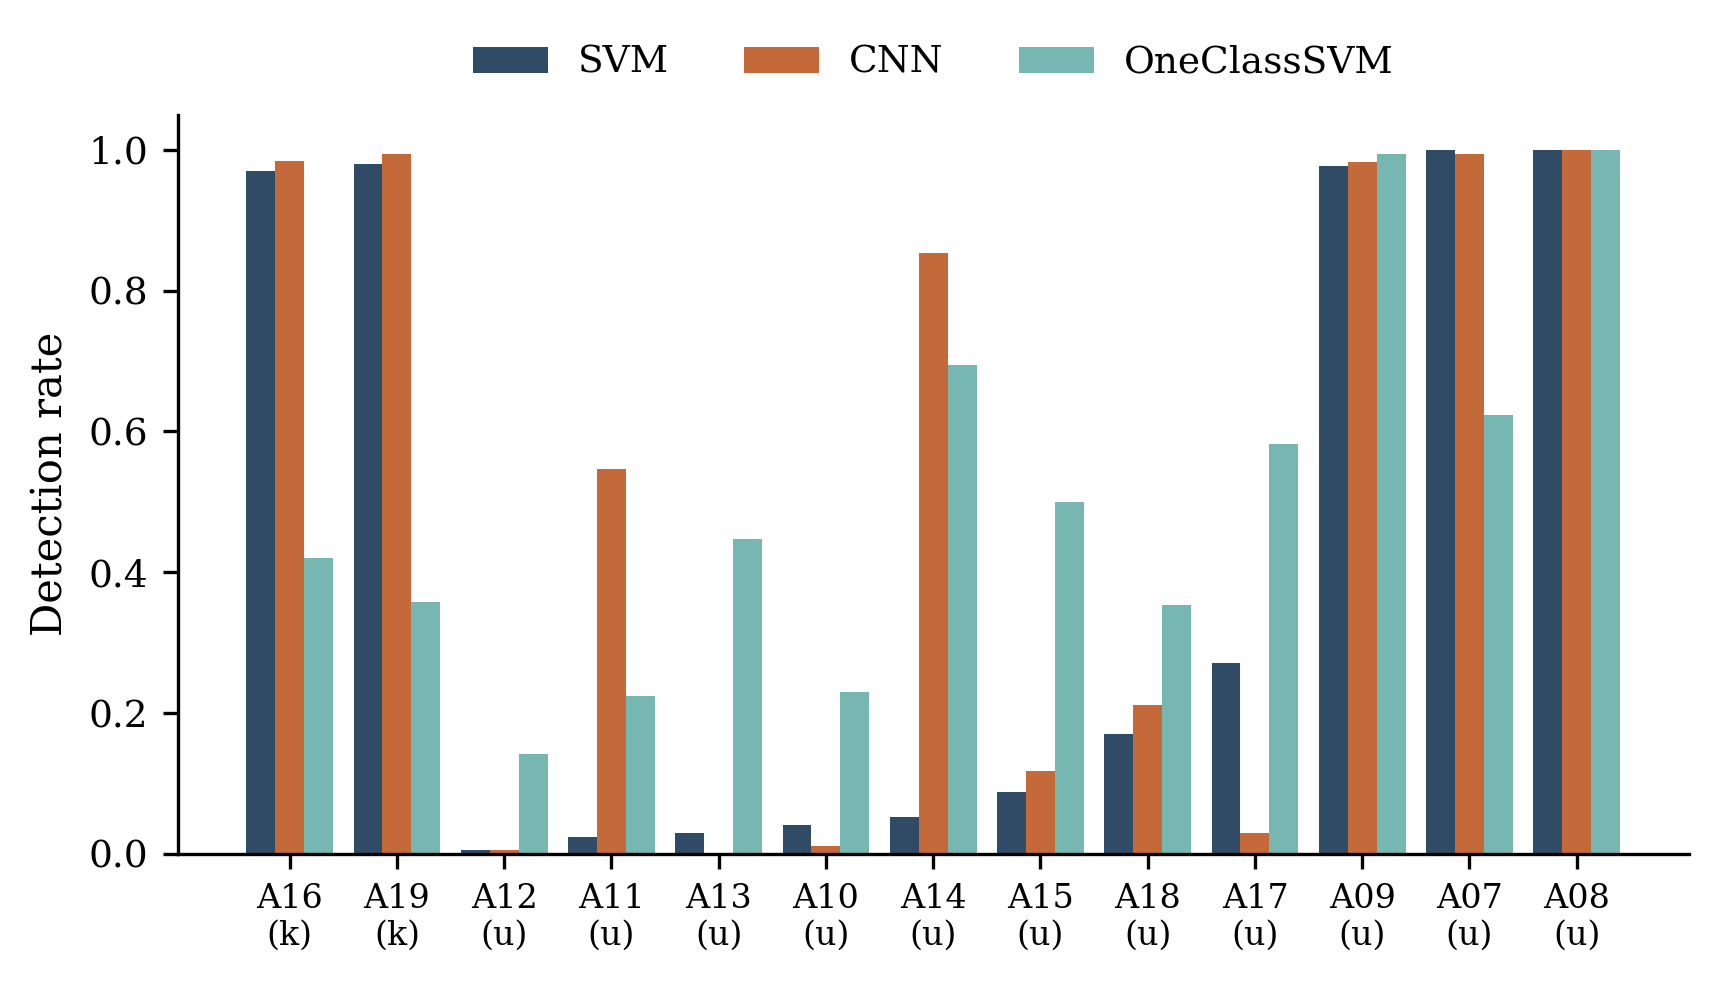 SVM CNN OneClassSVM
Detection rate
1.0
0.8
0.6
0.4
0.2
0.0
A16 A19 A12 A11 A13 A10 A14 A15 A18 A17 A09 A07 A08
(k) (k) (u) (u) (u) (u) (u) (u) (u) (u) (u) (u) (u)